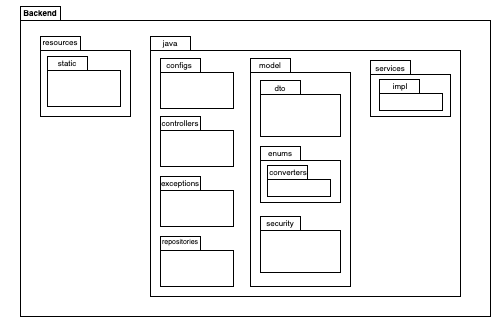 Backend
resources
static
java
configs
controllers
exceptions
repositories
model
dto
enums
converters
security
services
impl